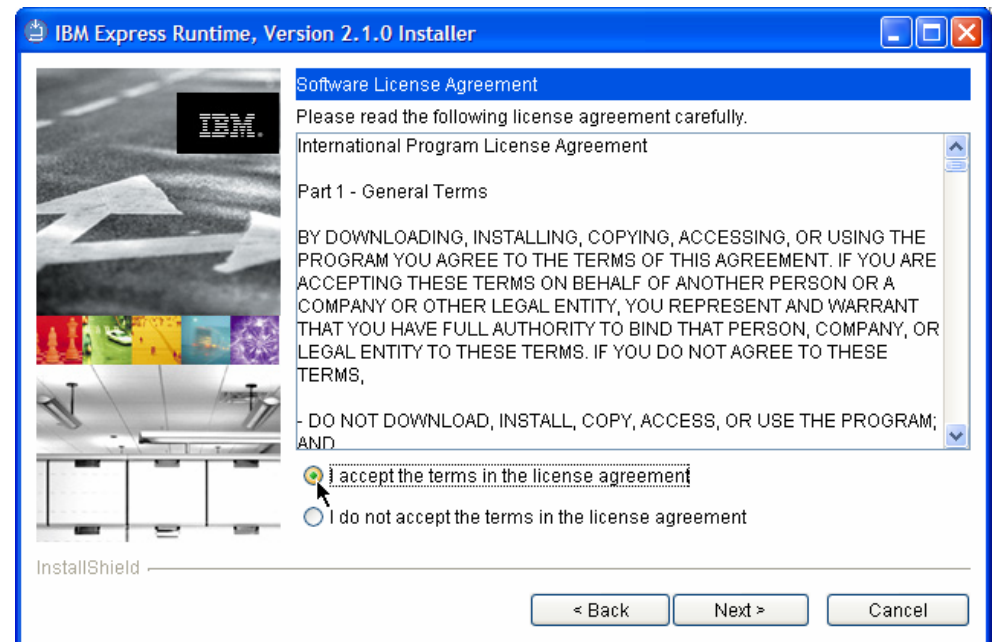 IBM Express Runtime, Version 2.1.0 Installer
IBM.
Software License Agreement
Please read the following license agreement carefully.
International Program License Agreement
Part 1 - General Terms
BY DOWNLOADING, INSTALLING, COPYING, ACCESSING, OR USING THE
PROGRAM YOU AGREE TO THE TERMS OF THIS AGREEMENT. IF YOU ARE
ACCEPTING THESE TERMS ON BEHALF OF ANOTHER PERSON OR A
COMPANY OR OTHER LEGAL ENTITY, YOU REPRESENT AND WARRANT
THAT YOU HAVE FULL AUTHORITY TO BIND THAT PERSON, COMPANY, OR
LEGAL ENTITY TO THESE TERMS. IF YOU DO NOT AGREE TO THESE
TERMS,
- DO NOT DOWNLOAD, INSTALL, COPY, ACCESS, OR USE THE PROGRAM;
AND
I accept the terms in the license agreement
I do not accept the terms in the license agreement
InstallShield
< Back
Next >
Cancel